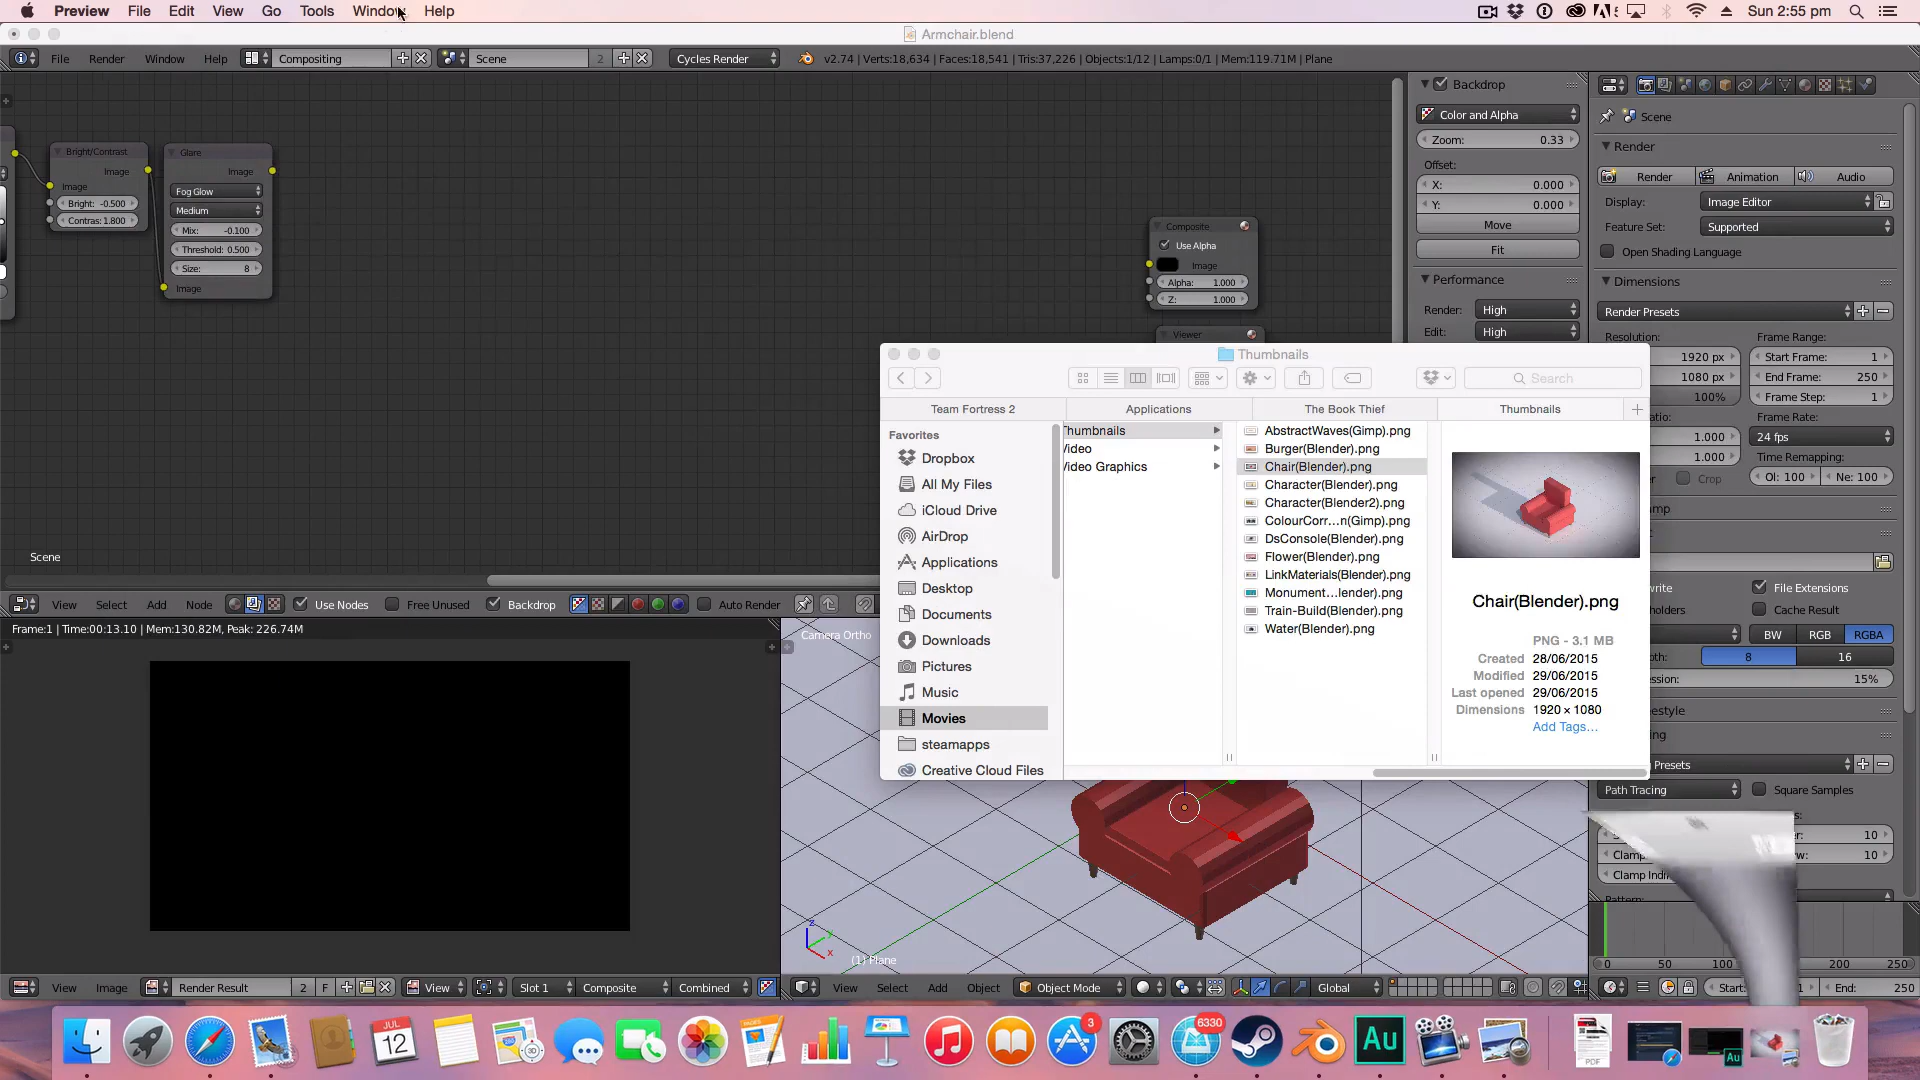 Preview File Edit View Go Tools Window Help
Sun 2:55 pm
Armchair.blend
File Render Window Help Compositing Scene 2 Cycles Render v2.74 | Verts:18,634 | Faces:18,541 | Tris:37,226 | Objects:1/12 | Lamps:0/1 | Mem:119.71M | Plane
Bright/Contrast
Image
Image
Bright: -0.500
Contras: 1.800
Glare
Image
Fog Glow
Medium
Mix: -0.100
Threshold: 0.500
Size: 8
Image
Composite
Use Alpha
Image
Alpha: 1.000
Z: 1.000
Viewer
Backdrop
Color and Alpha
Zoom: 0.33
Offset:
X: 0.000
Y: 0.000
Move
Fit
Performance
Render: High
Edit: High
Scene
Render
Render Animation Audio
Display: Image Editor
Feature Set: Supported
Open Shading Language
Dimensions
Render Presets
Resolution: Frame Range:
1920 px Start Frame: 1
1080 px End Frame: 250
100% Frame Step: 1
Frame Rate:
1.000 24 fps
1.000 Time Remapping:
Crop Ol: 100 Ne: 100
File Extensions
Cache Result
BW RGB RGBA
8 16
15%
Presets
Path Tracing Square Samples
10
Clamp 10
Clamp Indi
Thumbnails
Search
Team Fortress 2 Applications The Book Thief Thumbnails
Favorites
Dropbox
All My Files
iCloud Drive
AirDrop
Applications
Desktop
Documents
Downloads
Pictures
Music
Movies
steamapps
Creative Cloud Files
Thumbnails
Video
Video Graphics
AbstractWaves(Gimp).png
Burger(Blender).png
Chair(Blender).png
Character(Blender).png
Character(Blender2).png
ColourCorr...n(Gimp).png
DsConsole(Blender).png
Flower(Blender).png
LinkMaterials(Blender).png
Monument...lender).png
Train-Build(Blender).png
Water(Blender).png
Chair(Blender).png
PNG - 3.1 MB
Created 28/06/2015
Modified 29/06/2015
Last opened 29/06/2015
Dimensions 1920 × 1080
Add Tags...
Scene
View Select Add Node Use Nodes Free Unused Backdrop Auto Render
Frame:1 | Time:00:13.10 | Mem:130.82M, Peak: 226.74M
Camera Ortho
(1) Plane
z
y
x
0 50 100 200 250
View Image Render Result 2 F View Slot 1 Composite Combined
View Select Add Object Object Mode Global
Start: End: 250
JUL
12
3
6330
Au
PDF
Au